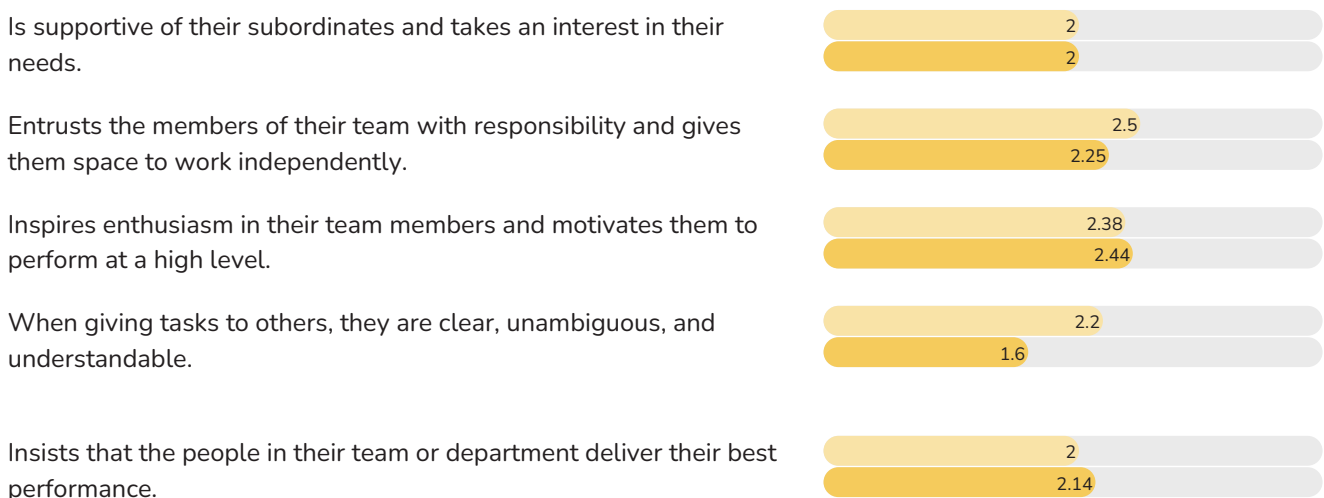 Is supportive of their subordinates and takes an interest in their
needs.
2
2
Entrusts the members of their team with responsibility and gives
them space to work independently.
2.5
2.25
Inspires enthusiasm in their team members and motivates them to
perform at a high level.
2.38
2.44
When giving tasks to others, they are clear, unambiguous, and
understandable.
2.2
1.6
Insists that the people in their team or department deliver their best
performance.
2
2.14